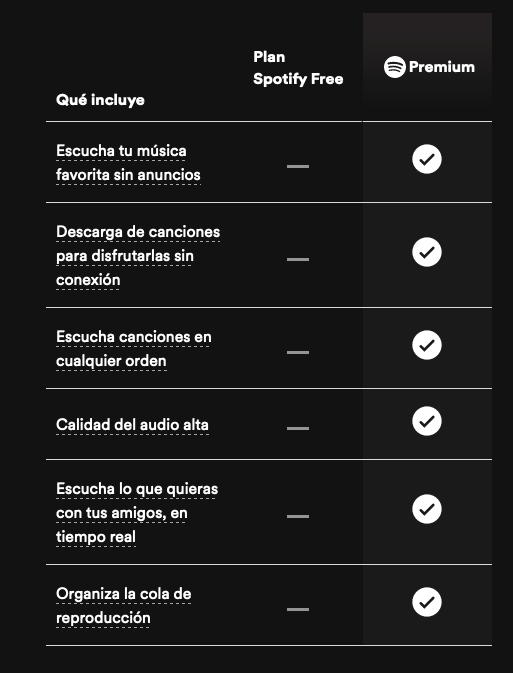 Plan
Spotify Free
Premium
Qué incluye
Escucha tu música
favorita sin anuncios
Descarga de canciones
para disfrutarlas sin
conexión
Escucha canciones en
cualquier orden
Calidad del audio alta
Escucha lo que quieras
con tus amigos, en
tiempo real
Organiza la cola de
reproducción